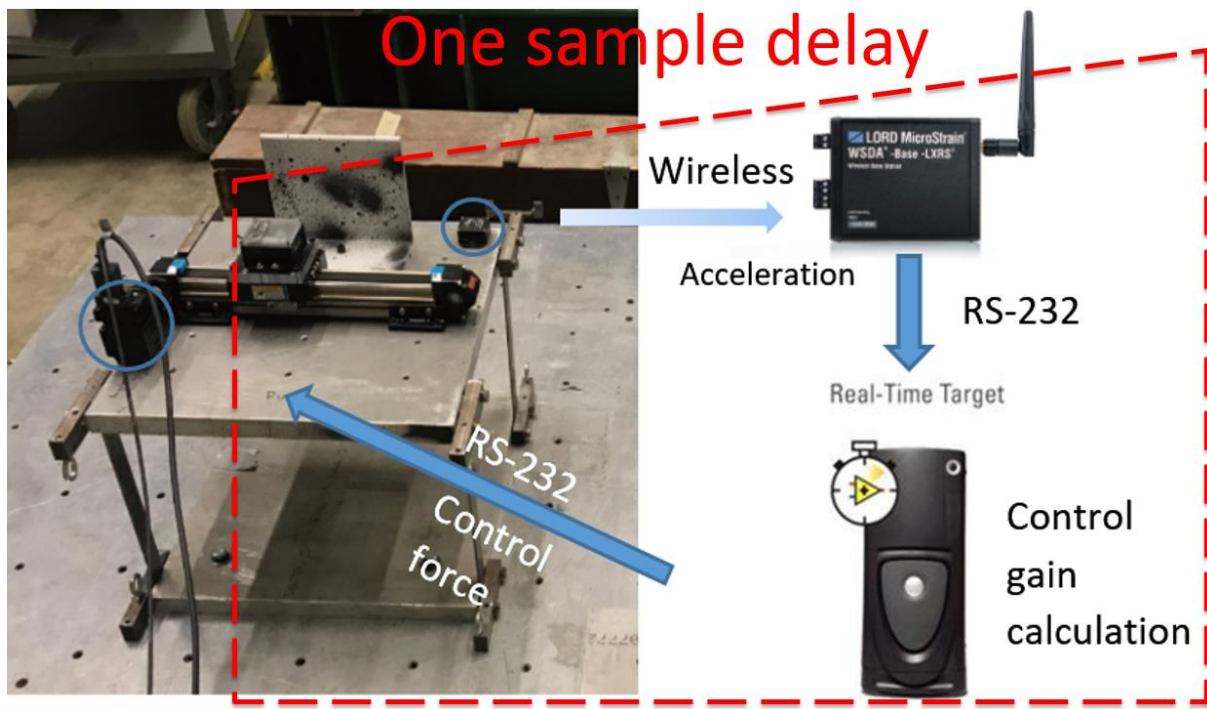 One sample delay
LORD MicroStrain
WSDA® -Base -LXRS®
Wireless
Acceleration
RS-232
Real-Time Target
RS-232
Control
force
Control
gain
calculation